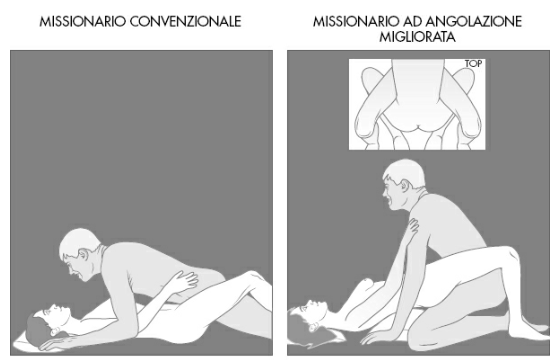 MISSIONARIO CONVENZIONALE
MISSIONARIO AD ANGOLAZIONE
MIGLIORATA
TOP